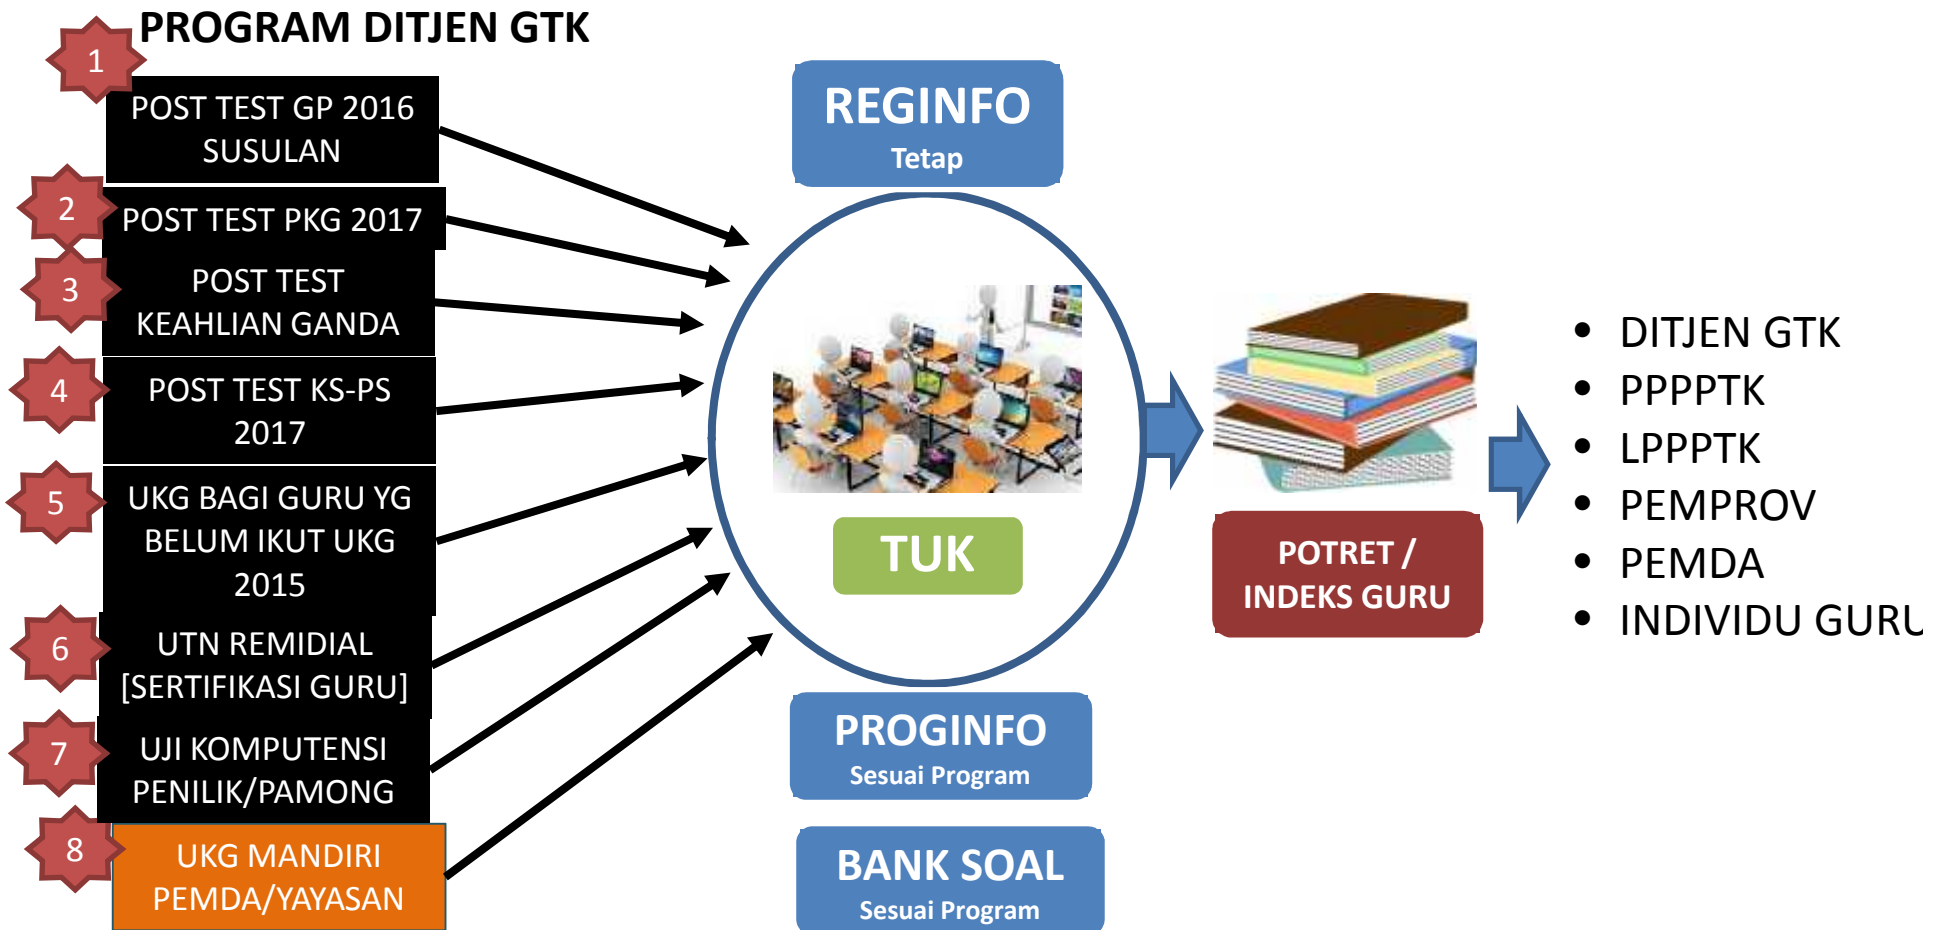 PROGRAM DITJEN GTK
1
POST TEST GP 2016
SUSULAN
2
POST TEST PKG 2017
3
POST TEST
KEAHLIAN GANDA
4
POST TEST KS-PS
2017
5
UKG BAGI GURU YG
BELUM IKUT UKG
2015
6
UTN REMIDIAL
[SERTIFIKASI GURU]
7
UJI KOMPUTENSI
PENILIK/PAMONG
8
UKG MANDIRI
PEMDA/YAYASAN
REGINFO
Tetap
TUK
PROGINFO
Sesuai Program
BANK SOAL
Sesuai Program
POTRET /
INDEKS GURU
• DITJEN GTK
• PPPPTK
• LPPPTK
• PEMPROV
• PEMDA
• INDIVIDU GURU